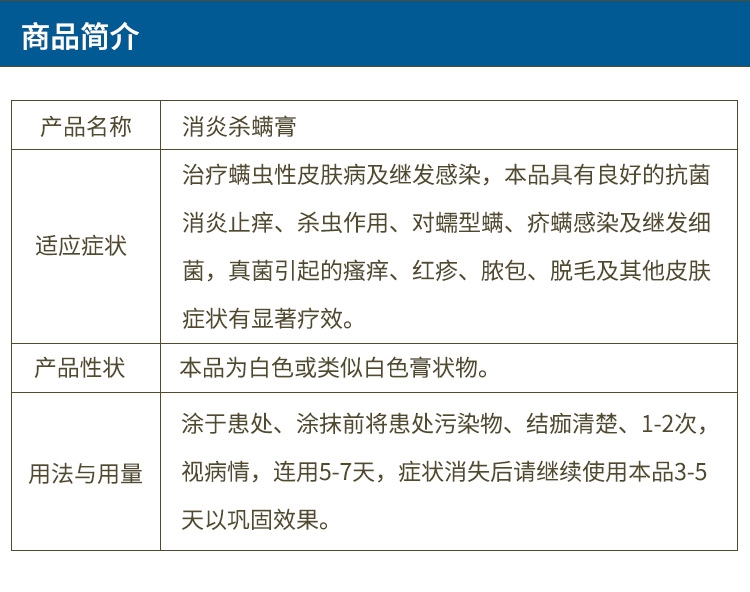 商品简介
产品名称
消炎杀螨膏
适应症状
治疗螨虫性皮肤病及继发感染，本品具有良好的抗菌
消炎止痒、杀虫作用、对蠕型螨、疥螨感染及继发细
菌，真菌引起的瘙痒、红疹、脓包、脱毛及其他皮肤
症状有显著疗效。
产品性状
本品为白色或类似白色膏状物。
用法与用量
涂于患处、涂抹前将患处污染物、结痂清楚、1-2次，
视病情，连用5-7天，症状消失后请继续使用本品3-5
天以巩固效果。